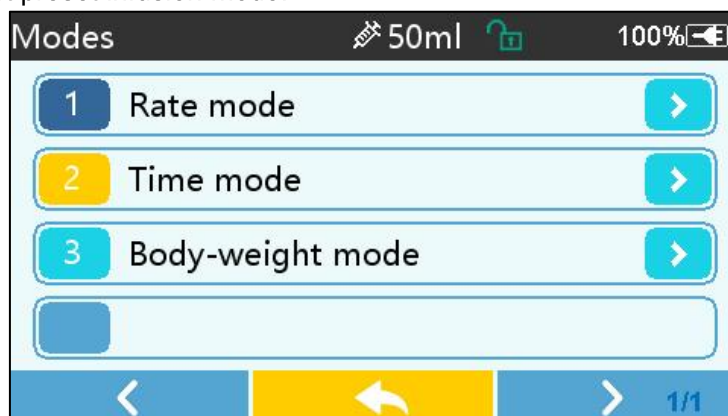 Modes 50ml 100%
1 Rate mode
2 Time mode
3 Body-weight mode
1/1